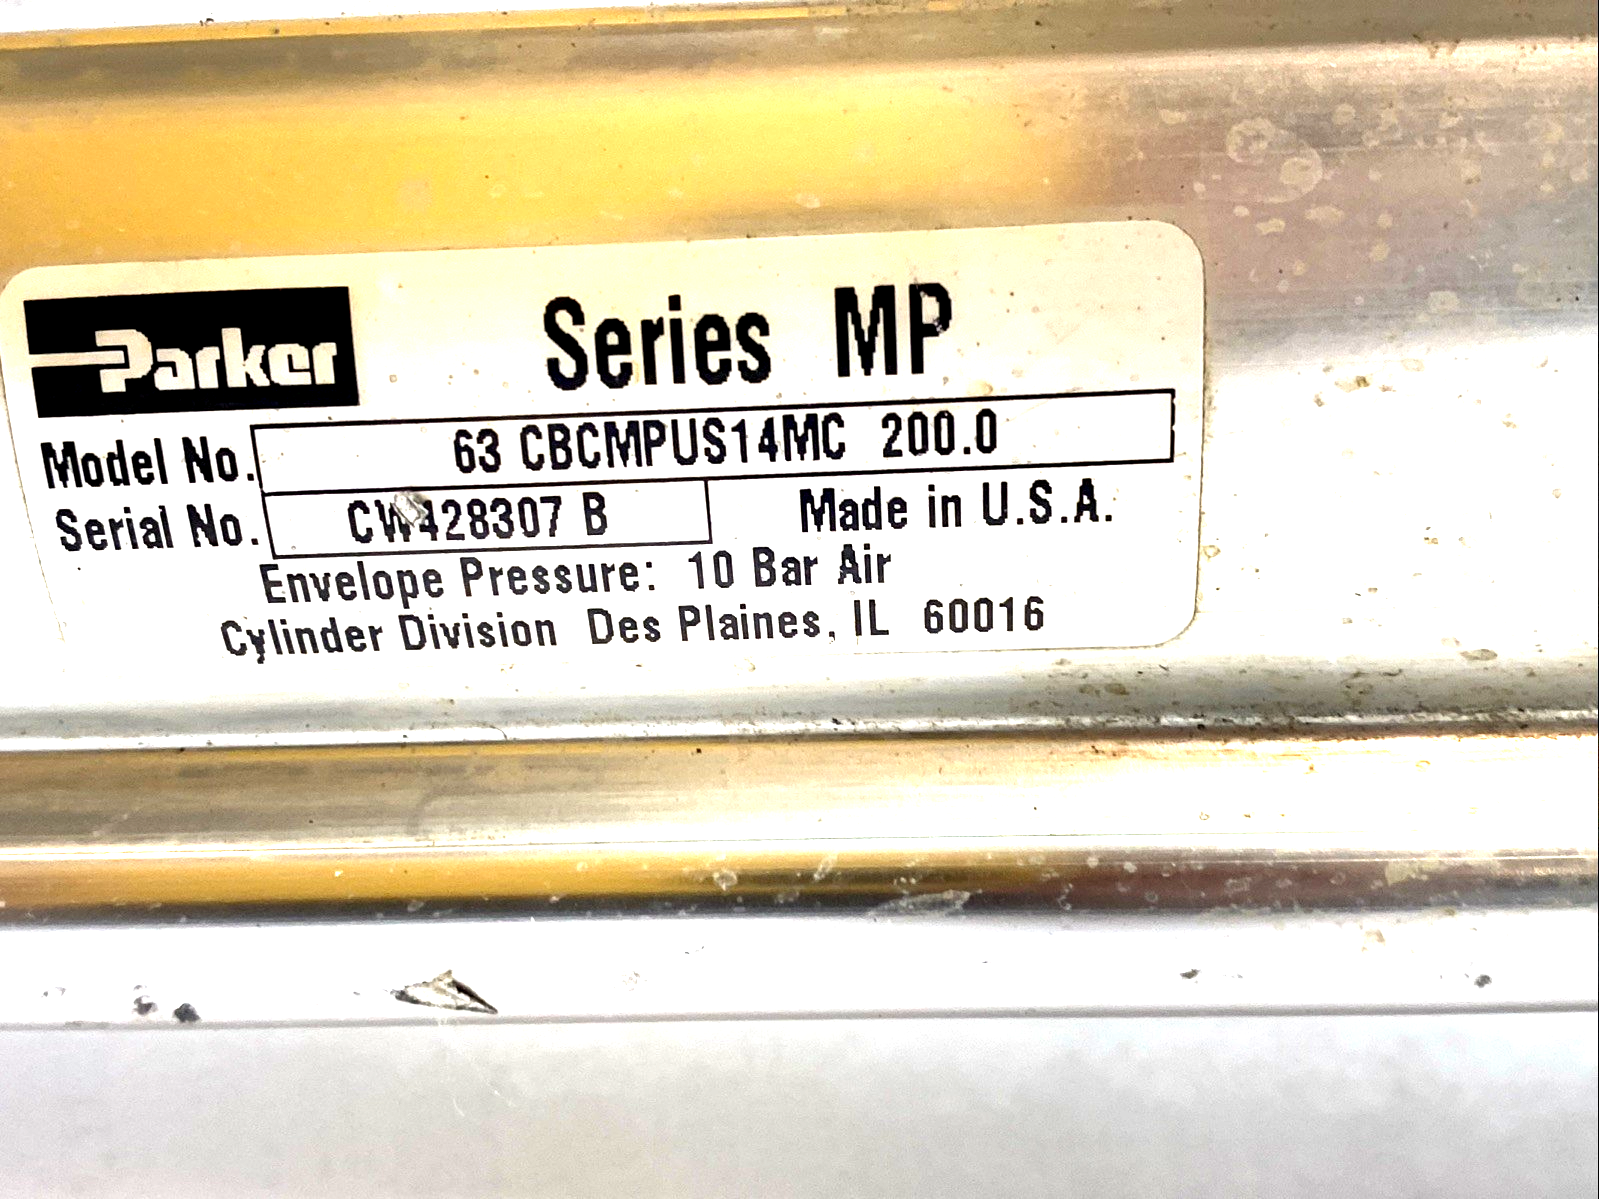 Parker Series MP
Model No. 63 CBCMPUS14MC 200.0
Serial No. CW428307 B Made in U.S.A.
Envelope Pressure: 10 Bar Air
Cylinder Division Des Plaines, IL 60016